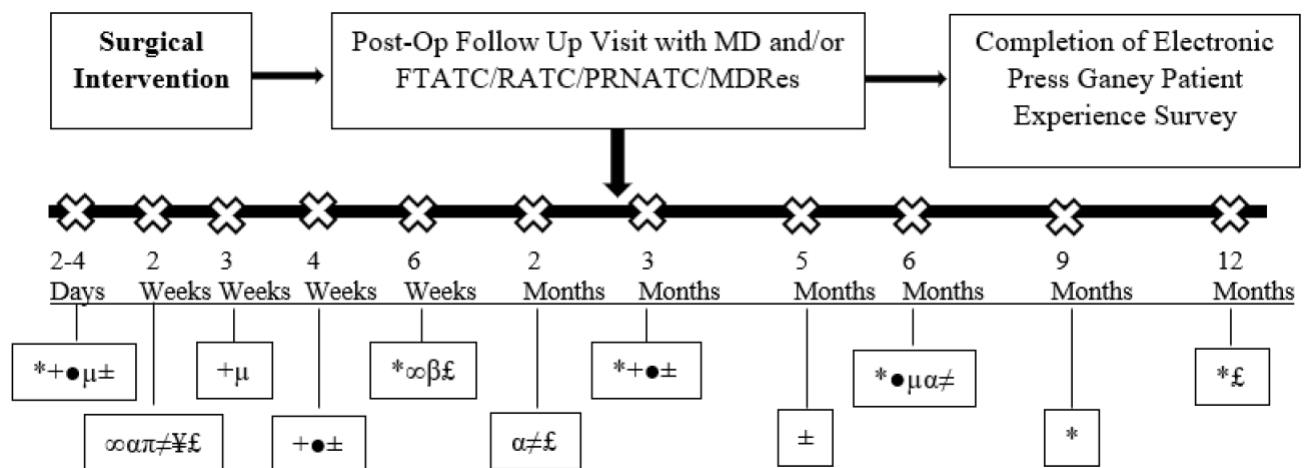 Surgical
Intervention
Post-Op Follow Up Visit with MD and/or
FTATC/RATC/PRNATC/MDRes
Completion of Electronic
Press Ganey Patient
Experience Survey
2-4
Days
2
Weeks
3
Weeks
4
Weeks
6
Weeks
2
Months
3
Months
5
Months
6
Months
9
Months
12
Months
*+●μ±
+μ
*∞β£
*+●±
*●μα≠
*£
∞απ≠¥£
+●±
α≠£
±
*